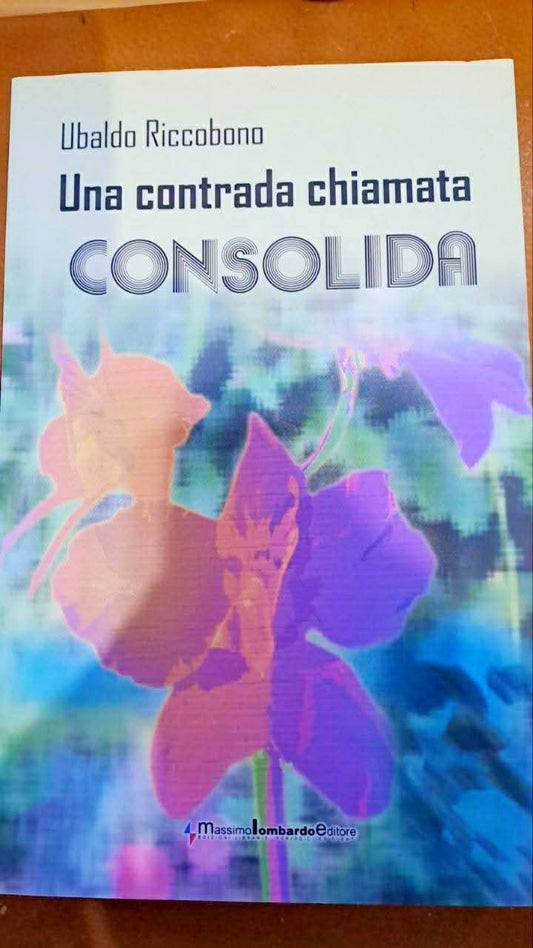 Ubaldo Riccobono
Una contrada chiamata
CONSOLIDA
massimolombardoeditore